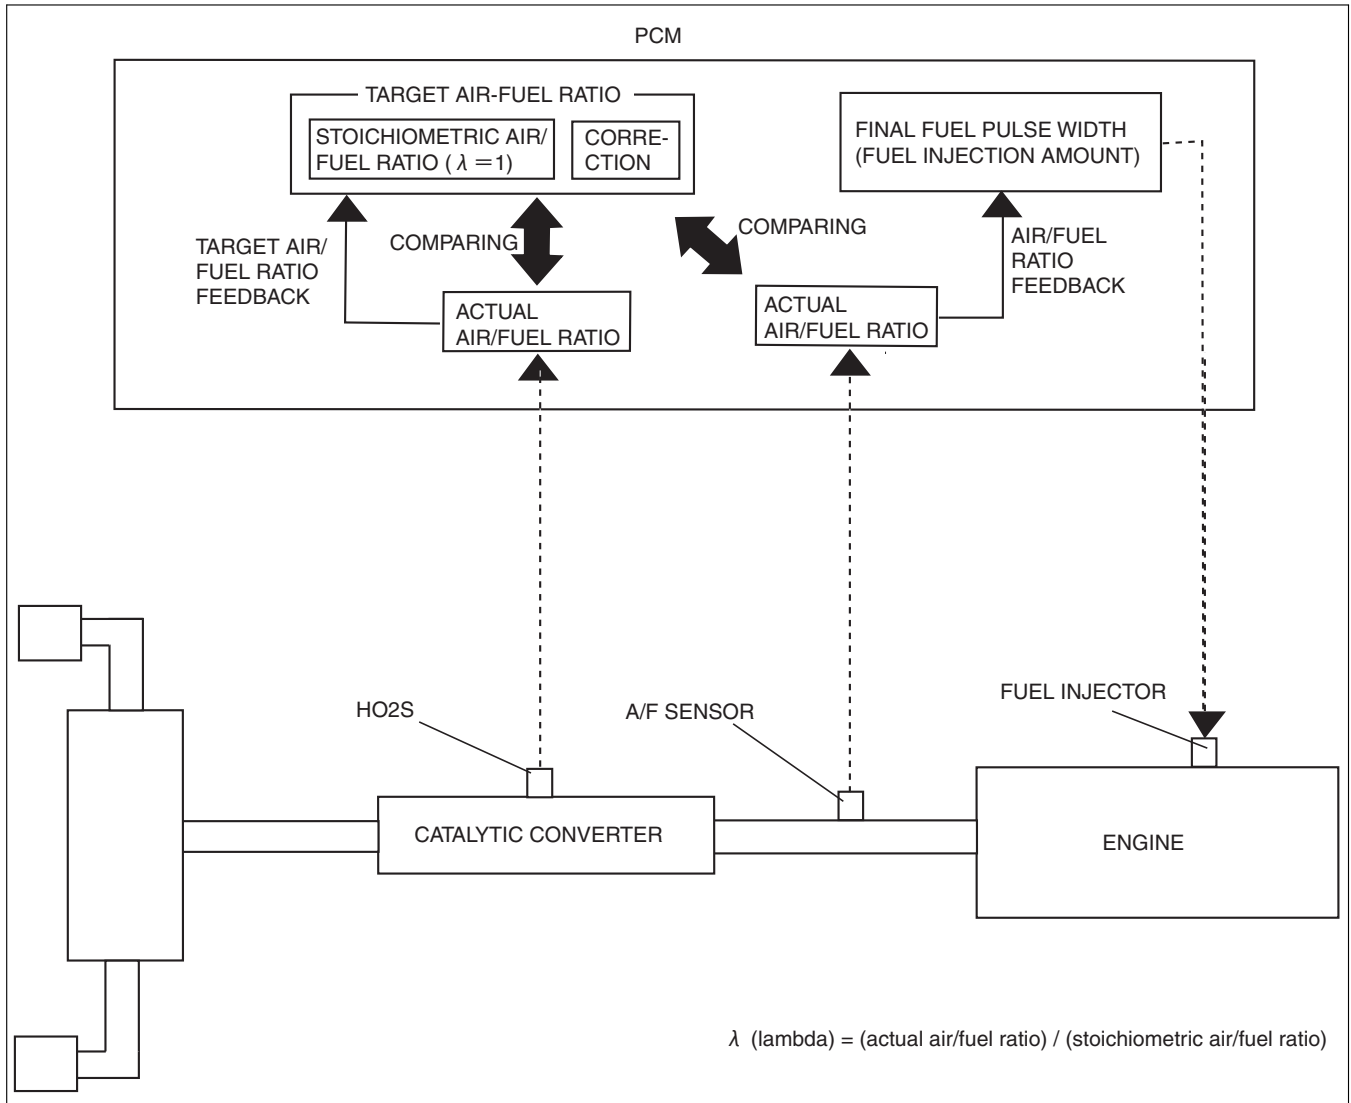 PCM
TARGET AIR-FUEL RATIO
STOICHIOMETRIC AIR/
FUEL RATIO ( λ =1)
CORRE-
CTION
FINAL FUEL PULSE WIDTH
(FUEL INJECTION AMOUNT)
TARGET AIR/
FUEL RATIO
FEEDBACK
COMPARING
COMPARING
AIR/FUEL
RATIO
FEEDBACK
ACTUAL
AIR/FUEL RATIO
ACTUAL
AIR/FUEL RATIO
HO2S
A/F SENSOR
FUEL INJECTOR
CATALYTIC CONVERTER
ENGINE
λ (lambda) = (actual air/fuel ratio) / (stoichiometric air/fuel ratio)